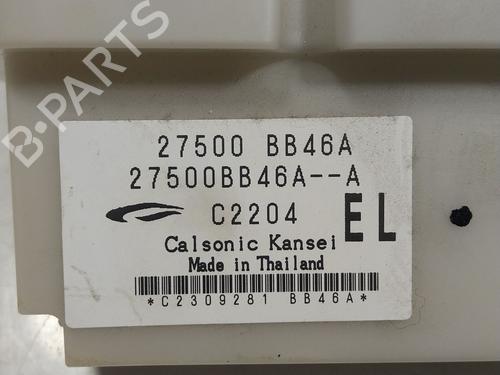 27500 BB46A
27500BB46A--A
C2204 EL
Calsonic Kansei
Made in Thailand
*C2309281 BB46A*
B-PARTS